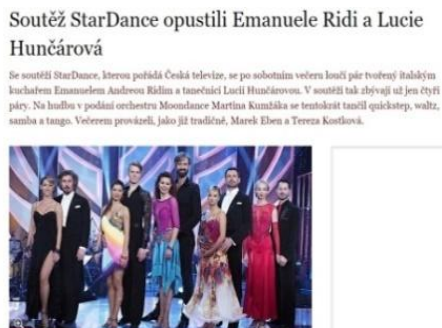 Soutěž StarDance opustili Emanuele Ridi a Lucie
Hunčárová
Se soutěží StarDance, kterou pořádá Česká televize, se po sobotním večeru loučí pár tvořený italským
kuchařem Emanuelem Andreou Ridim a tanečnicí Lucií Hunčárovou. V soutěži tak zbývají už jen čtyři
páry. Na hudbu v podání orchestru Moondance Martina Kumžáka se tentokrát tančil quickstep, waltz,
samba a tango. Večerem provázeli, jako již tradičně, Marek Eben a Tereza Kostková.